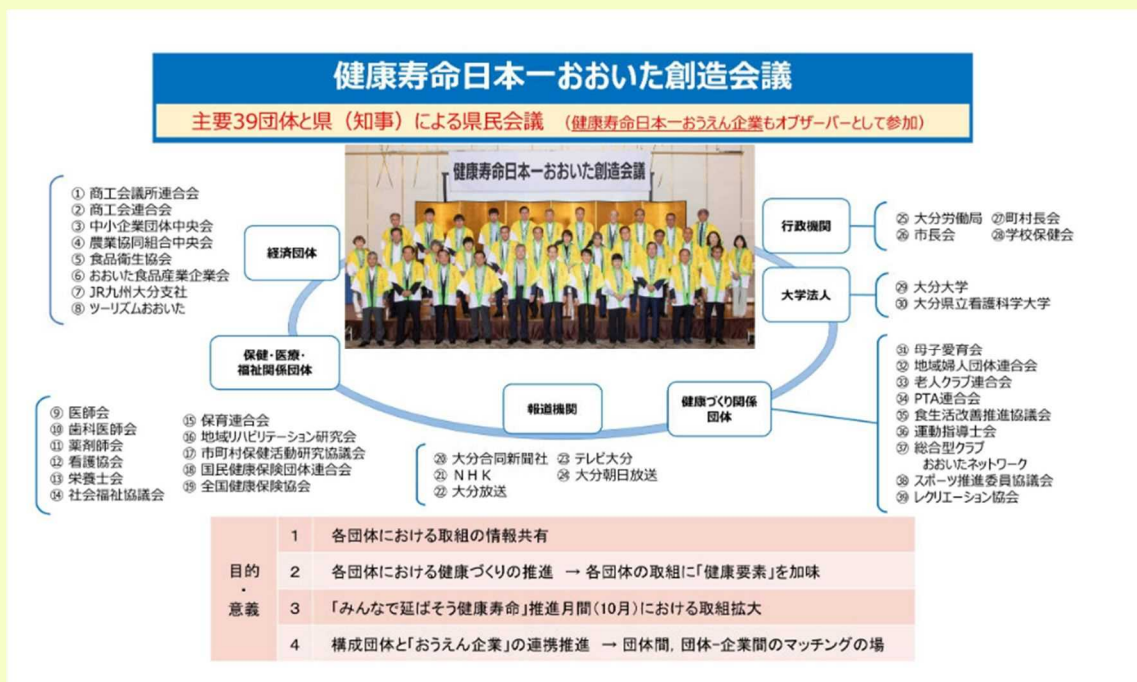 健康寿命日本一おおいた創造会議
主要39団体と県（知事）による県民会議　（健康寿命日本一おうえん企業もオブザーバーとして参加）
健康寿命日本一おおいた創造会議
経済団体
① 商工会議所連合会
② 商工会連合会
③ 中小企業団体中央会
④ 農業協同組合中央会
⑤ 食品衛生協会
⑥ おおいた食品産業企業会
⑦ JR九州大分支社
⑧ ツーリズムおおいた
保健・医療・
福祉関係団体
⑨ 医師会
⑩ 歯科医師会
⑪ 薬剤師会
⑫ 看護協会
⑬ 栄養士会
⑭ 社会福祉協議会
⑮ 保育連合会
⑯ 地域リハビリテーション研究会
⑰ 市町村保健活動研究協議会
⑱ 国民健康保険団体連合会
⑲ 全国健康保険協会
報道機関
⑳ 大分合同新聞社 ㉓ テレビ大分
㉑ ＮＨＫ ㉔ 大分朝日放送
㉒ 大分放送
行政機関
㉕ 大分労働局 ㉗町村長会
㉖ 市長会 ㉘学校保健会
大学法人
㉙ 大分大学
㉚ 大分県立看護科学大学
健康づくり関係
団体
㉛ 母子愛育会
㉜ 地域婦人団体連合会
㉝ 老人クラブ連合会
㉞ PTA連合会
㉟ 食生活改善推進協議会
㊱ 運動指導士会
㊲ 総合型クラブ
おおいたネットワーク
㊳ スポーツ推進委員協議会
㊴ レクリエーション協会
目的
・
意義
1 各団体における取組の情報共有
2 各団体における健康づくりの推進 → 各団体の取組に「健康要素」を加味
3 「みんなで延ばそう健康寿命」推進月間（10月）における取組拡大
4 構成団体と「おうえん企業」の連携推進 → 団体間，団体-企業間のマッチングの場